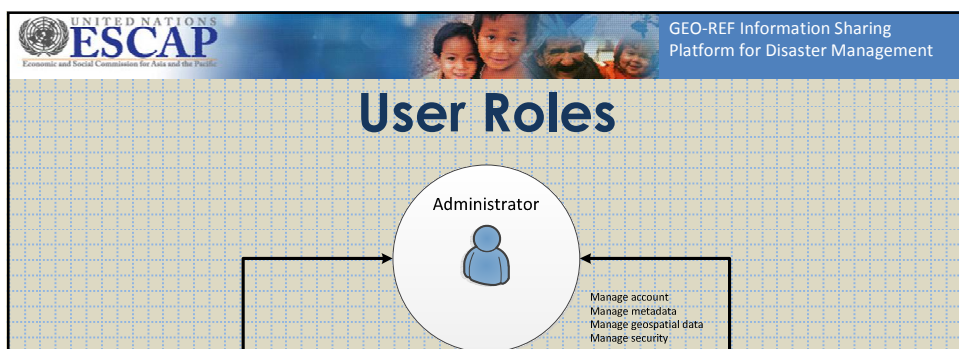 UNITED NATIONS
ESCAP
Economic and Social Commission for Asia and the Pacific
GEO-REF Information Sharing
Platform for Disaster Management
User Roles
Administrator
Manage account
Manage metadata
Manage geospatial data
Manage security